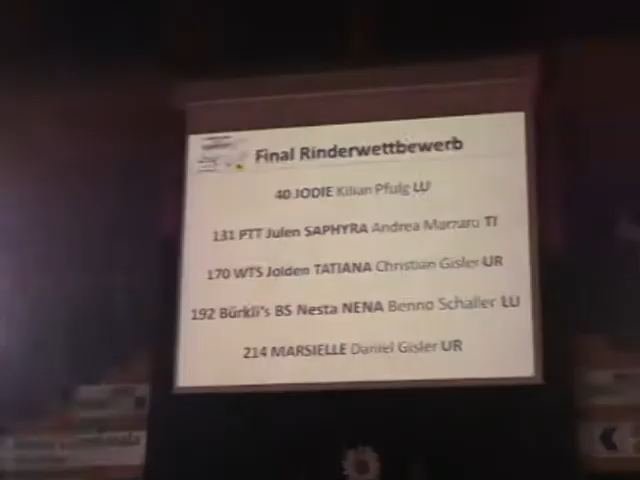 Final Rinderwettbewerb
40 JODIE Kilian Pfulg LU
131 PTT Julen SAPHYRA Andrea Marzaro TI
170 WTS Jolden TATIANA Christian Gisler UR
192 Bürkli's BS Nesta NENA Benno Schaller LU
214 MARSIELLE Daniel Gisler UR